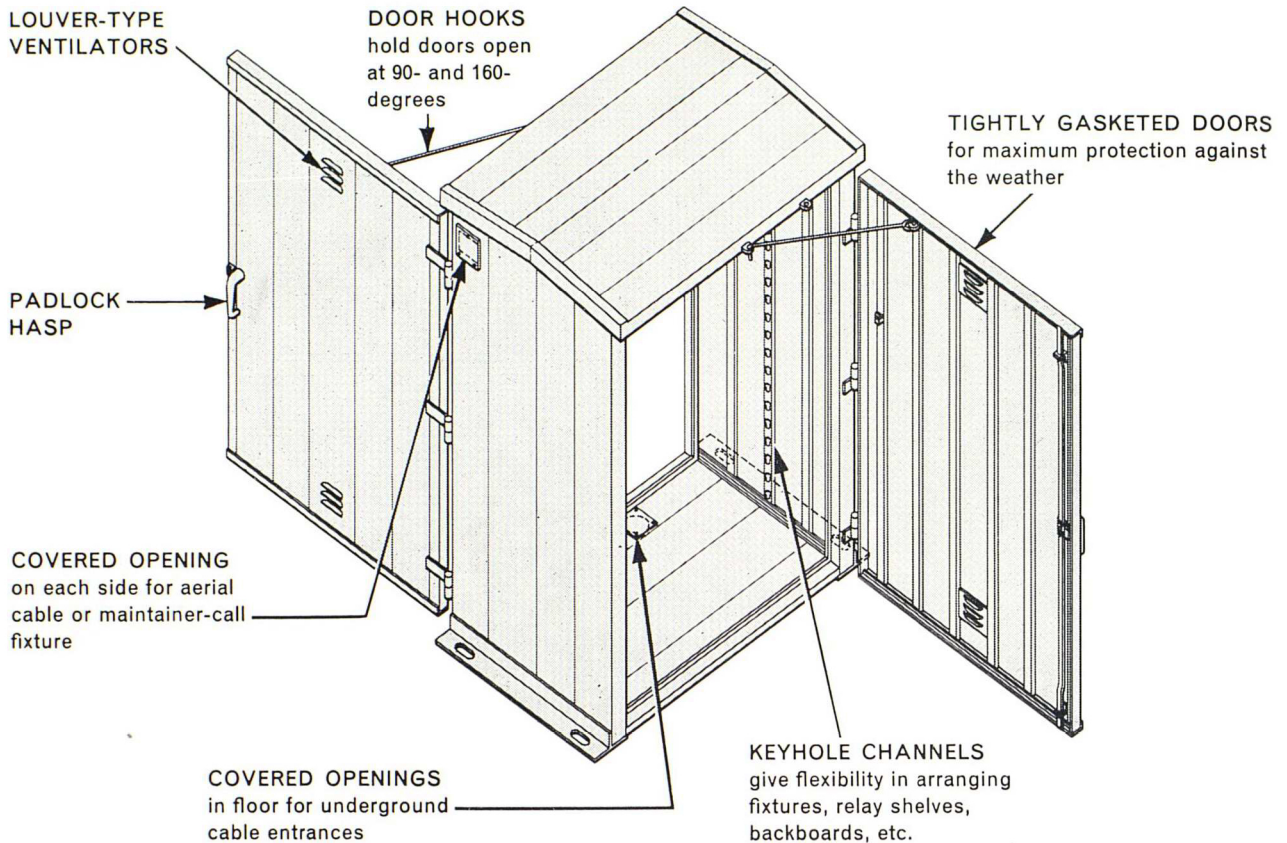 LOUVER-TYPE
VENTILATORS
DOOR HOOKS
hold doors open
at 90- and 160-
degrees
TIGHTLY GASKETED DOORS
for maximum protection against
the weather
PADLOCK
HASP
COVERED OPENING
on each side for aerial
cable or maintainer-call
fixture
COVERED OPENINGS
in floor for underground
cable entrances
KEYHOLE CHANNELS
give flexibility in arranging
fixtures, relay shelves,
backboards, etc.